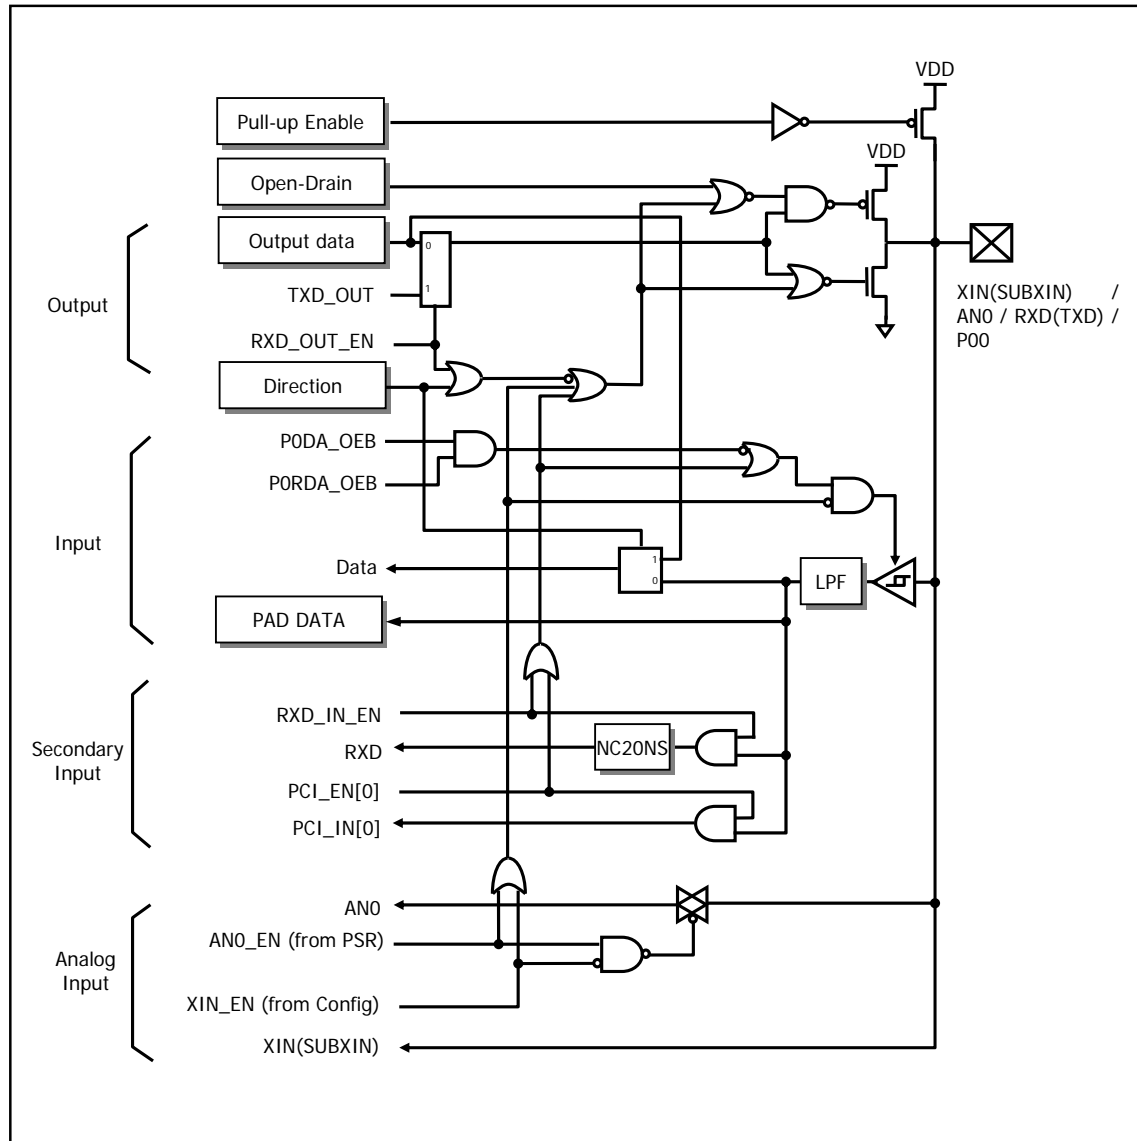 VDD
Pull-up Enable
VDD
Open-Drain
Output data
0
1
TXD_OUT
Output
RXD_OUT_EN
Direction
XIN(SUBXIN) /
AN0 / RXD(TXD) /
P00
P0DA_OEB
P0RDA_OEB
Input
Data
1
0
LPF
PAD DATA
RXD_IN_EN
Secondary
Input
RXD
NC20NS
PCI_EN[0]
PCI_IN[0]
AN0
AN0_EN (from PSR)
Analog
Input
XIN_EN (from Config)
XIN(SUBXIN)